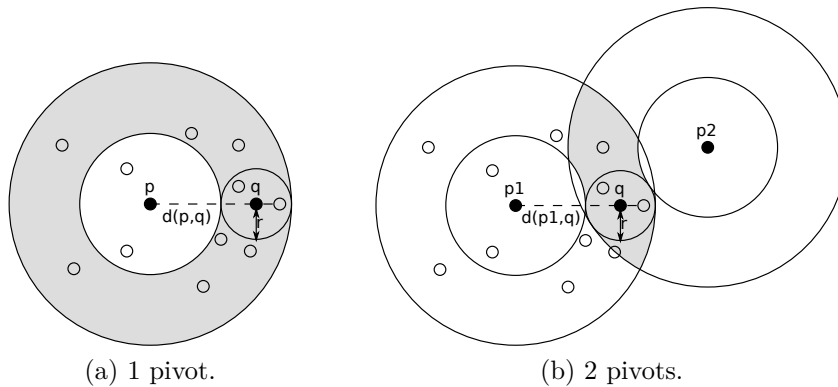 p
q
d(p,q)
r
(a) 1 pivot.
p2
p1
q
d(p1,q)
r
(b) 2 pivots.